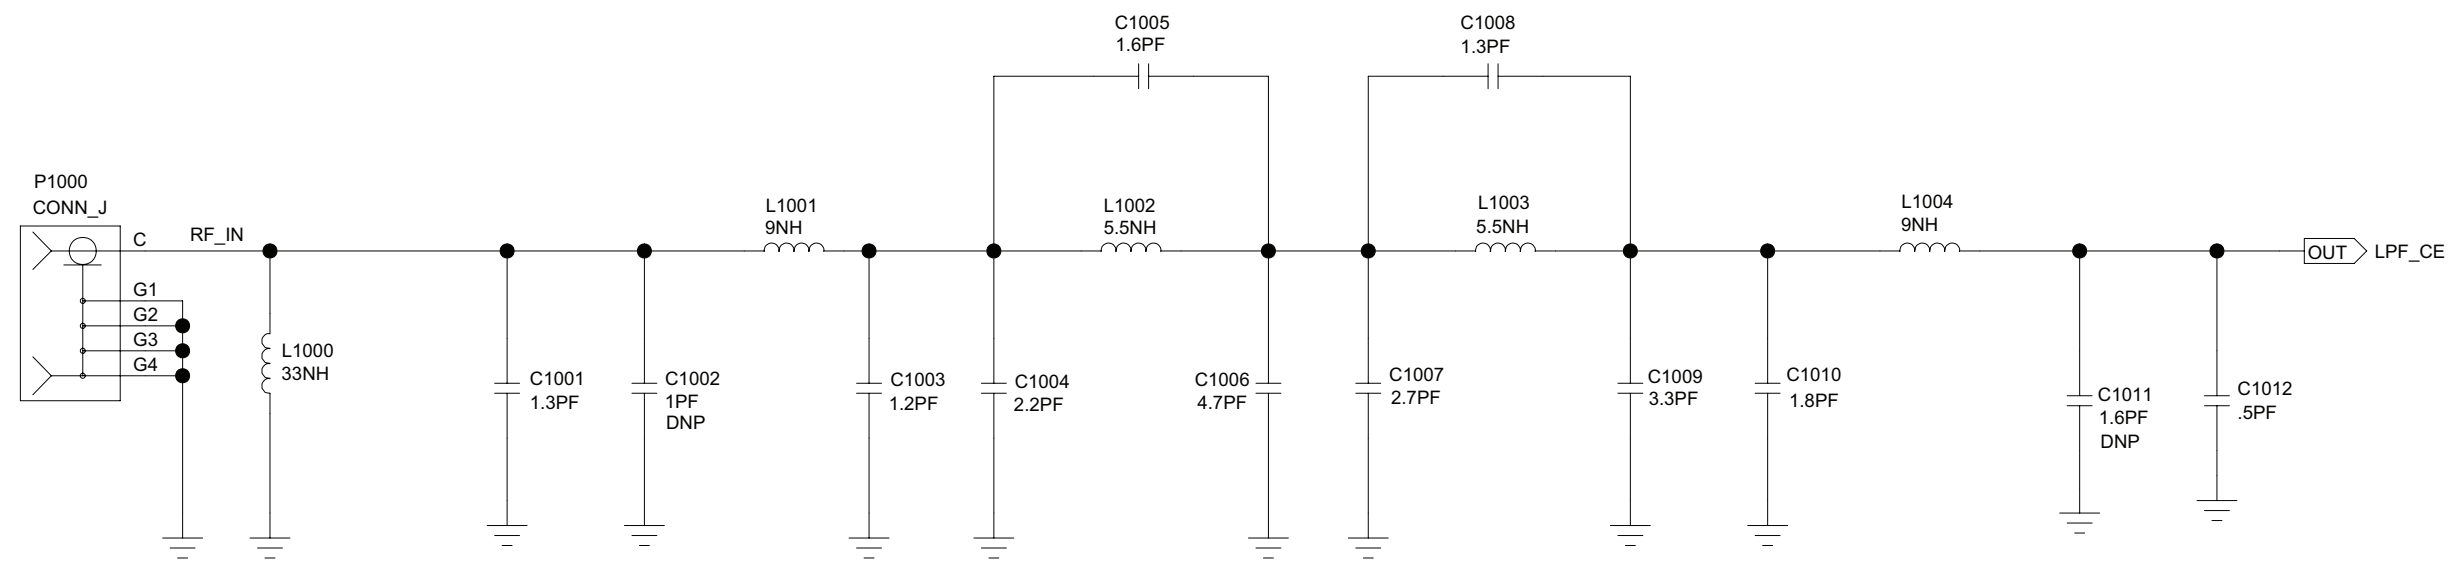 C1005
1.6PF
C1008
1.3PF
P1000
CONN_J
C
RF_IN
G1
G2
G3
G4
L1000
33NH
C1001
1.3PF
C1002
1PF
DNP
L1001
9NH
C1003
1.2PF
C1004
2.2PF
L1002
5.5NH
C1006
4.7PF
C1007
2.7PF
L1003
5.5NH
C1009
3.3PF
C1010
1.8PF
L1004
9NH
C1011
1.6PF
DNP
C1012
.5PF
OUT
LPF_CE